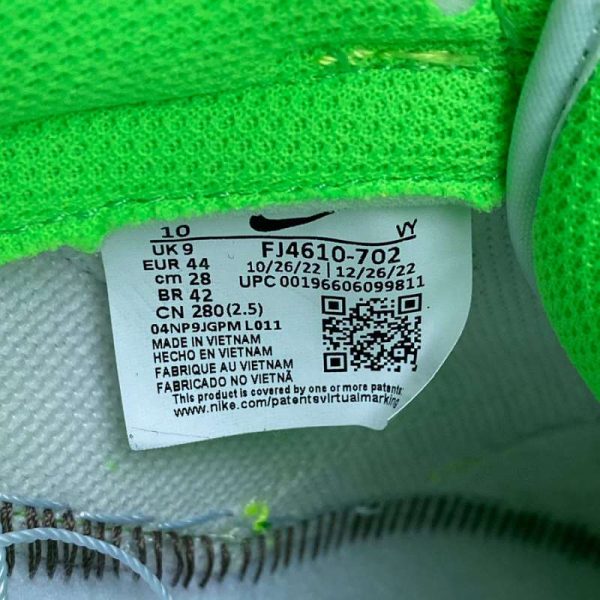 10 VY
UK 9 FJ4610-702
EUR 44 10/26/22 | 12/26/22
cm 28 UPC 00196606099811
BR 42
CN 280 (2.5)
04NP9JGPM L011
MADE IN VIETNAM
HECHO EN VIETNAM
FABRIQUE AU VIETNAM
FABRICADO NO VIETNÃ
This product is covered by one or more patents:
www.nike.com/patentsvirtualmarking